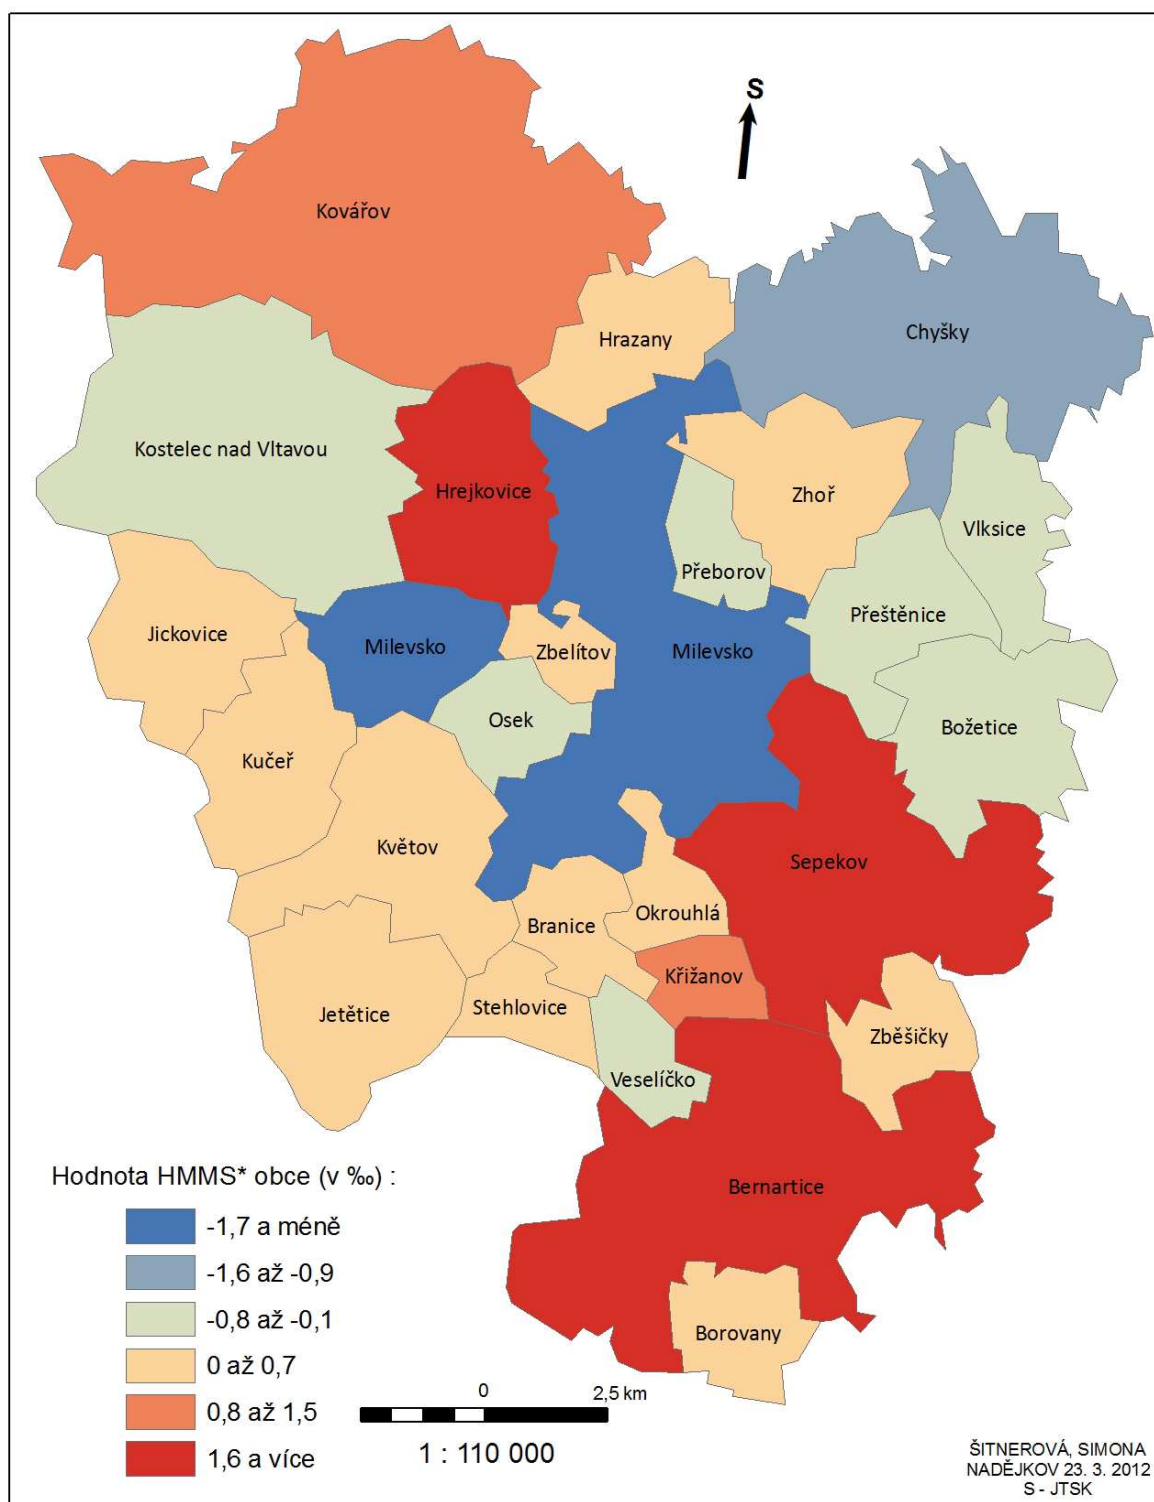 S
Kovářov
Chyšky
Hrazany
Kostelec nad Vltavou
Hrejkovice
Zhoř
Vlksice
Přeborov
Přeštěnice
Jickovice
Milevsko
Zbelítov
Milevsko
Osek
Božetice
Kučeř
Květov
Sepekov
Okrouhlá
Branice
Křižanov
Stehlovice
Jetětice
Zběšičky
Veselíčko
Bernartice
Borovany
Hodnota HMMS* obce (v ‰) :
-1,7 a méně
-1,6 až -0,9
-0,8 až -0,1
0 až 0,7
0,8 až 1,5
1,6 a více
0 2,5 km
1 : 110 000
ŠITNEROVÁ, SIMONA
NADĚJKOV 23. 3. 2012
S - JTSK